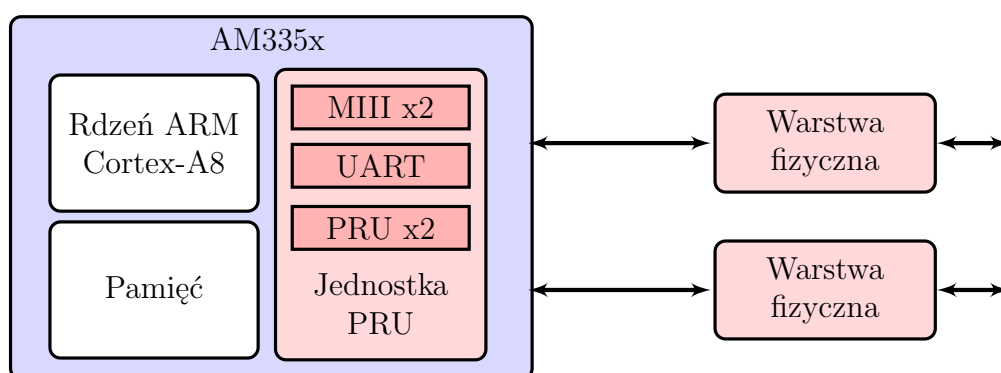 AM335x
Rdzeń ARM
Cortex-A8
Pamięć
MIII x2
UART
PRU x2
Jednostka
PRU
Warstwa
fizyczna
Warstwa
fizyczna